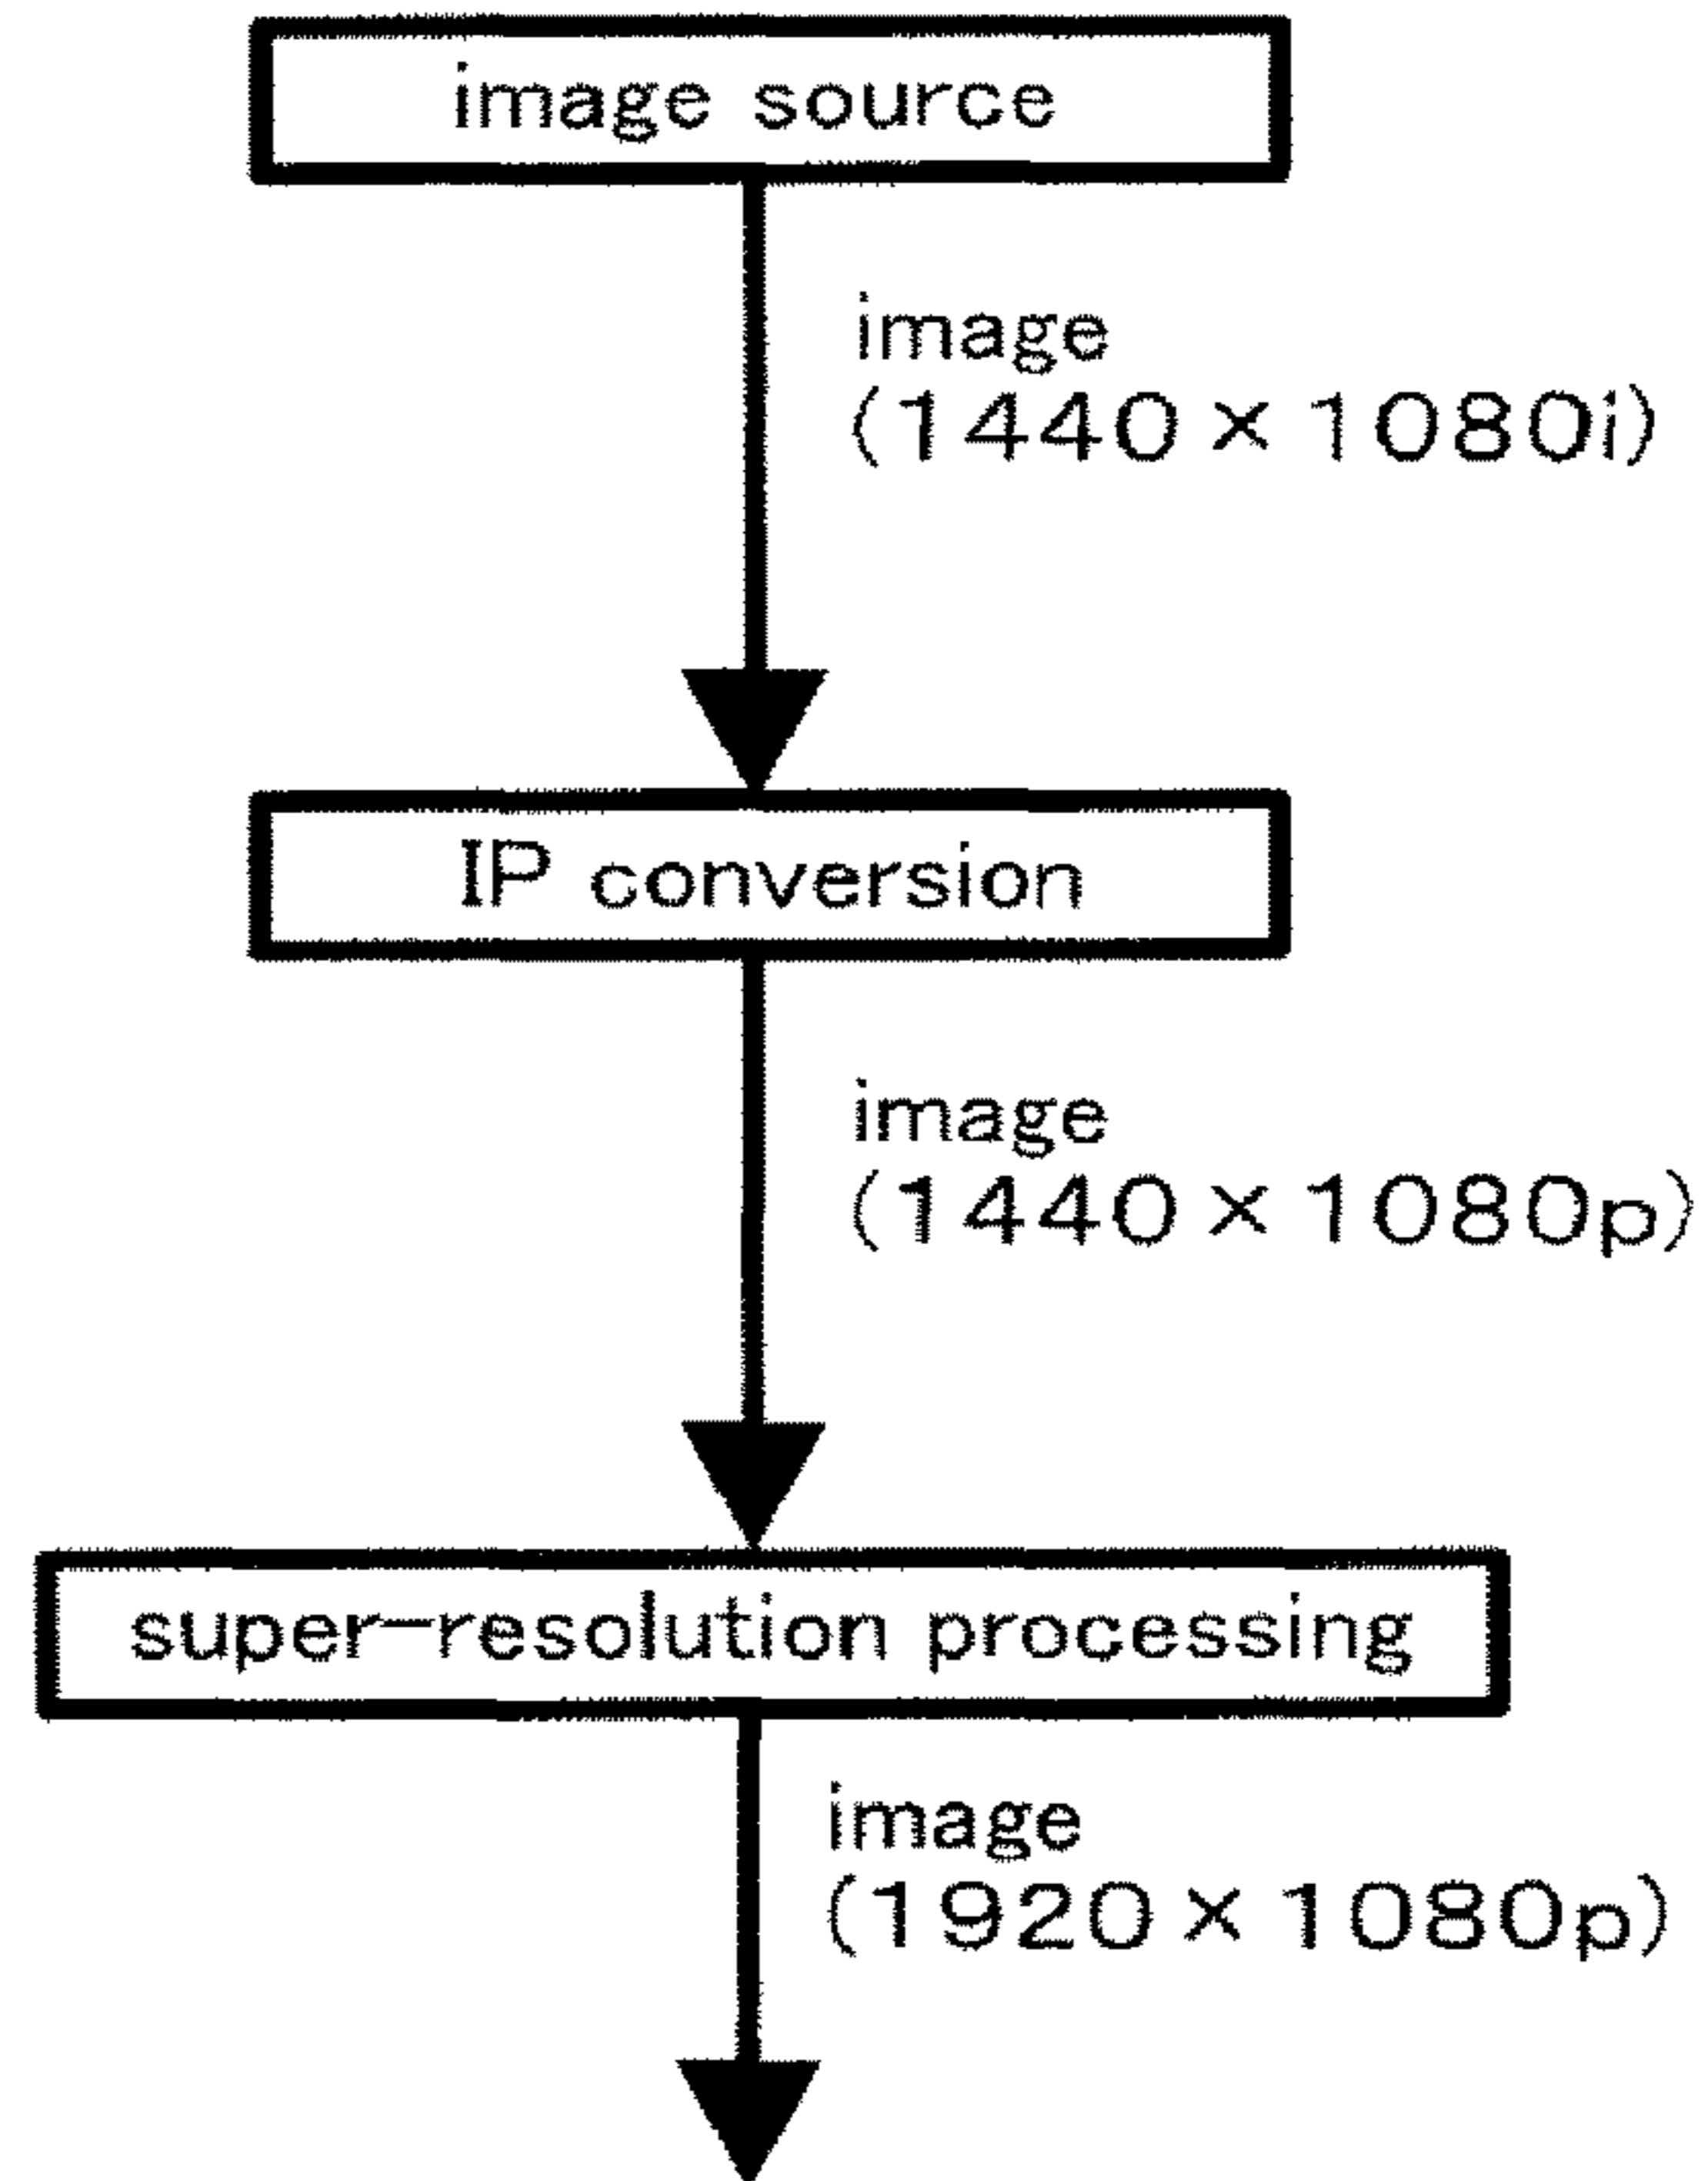 image source
image
(1440×1080i)
IP conversion
image
(1440×1080p)
super-resolution processing
image
(1920×1080p)